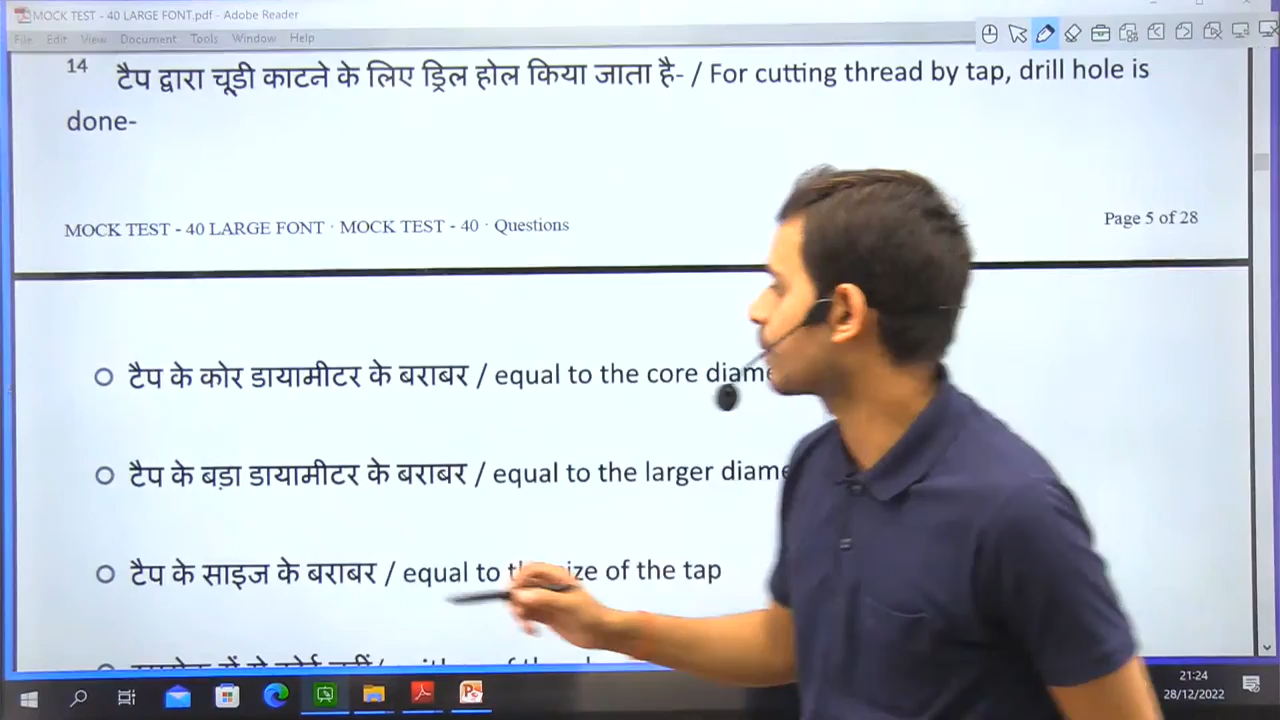 MOCK TEST - 40 LARGE FONT.pdf - Adobe Reader
File Edit View Document Tools Window Help
14 टैप द्वारा चूडी काटने के लिए ड्रिल होल किया जाता है- / For cutting thread by tap, drill hole is
done-
MOCK TEST - 40 LARGE FONT · MOCK TEST - 40 · Questions
Page 5 of 28
टैप के कोर डायामीटर के बराबर / equal to the core
टैप के बड़ा डायामीटर के बराबर / equal to the larger
टैप के साइज के बराबर / equal to of the tap
21:24
28/12/2022